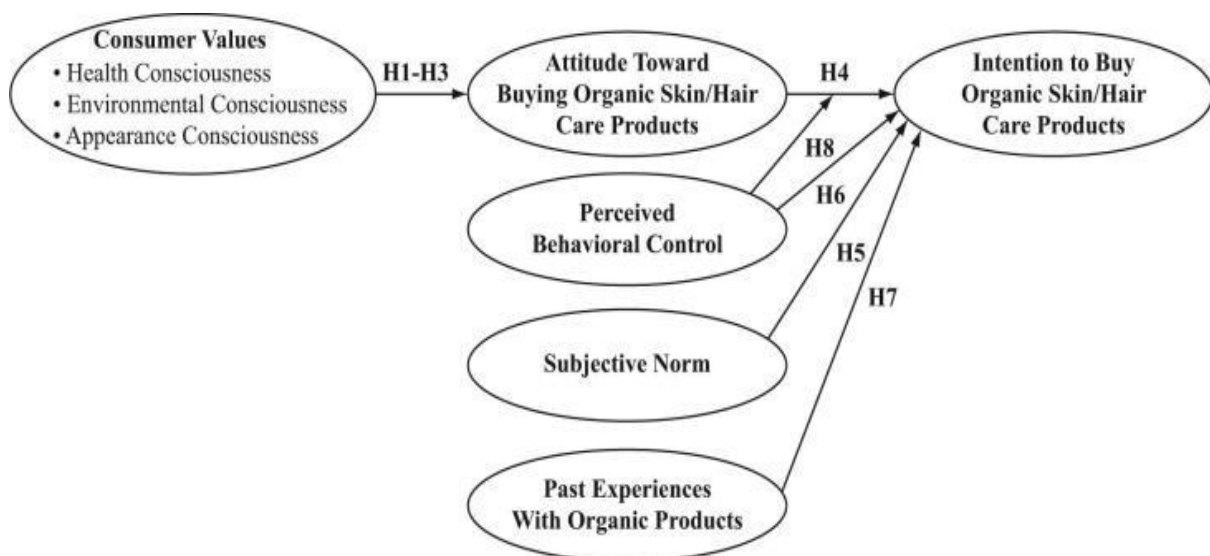 Consumer Values
• Health Consciousness
• Environmental Consciousness
• Appearance Consciousness
H1-H3
Attitude Toward
Buying Organic Skin/Hair
Care Products
H4
Intention to Buy
Organic Skin/Hair
Care Products
H8
H6
Perceived
Behavioral Control
H5
H7
Subjective Norm
Past Experiences
With Organic Products